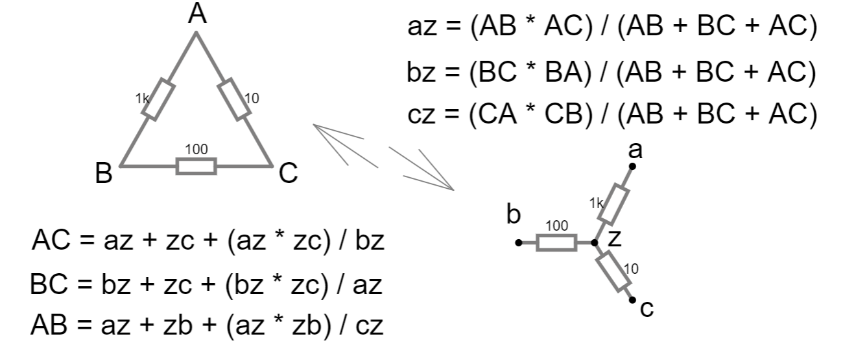 A
az = (AB * AC) / (AB + BC + AC)
bz = (BC * BA) / (AB + BC + AC)
cz = (CA * CB) / (AB + BC + AC)
1k
10
100
B
C
a
1k
b
100
z
10
c
AC = az + zc + (az * zc) / bz
BC = bz + zc + (bz * zc) / az
AB = az + zb + (az * zb) / cz